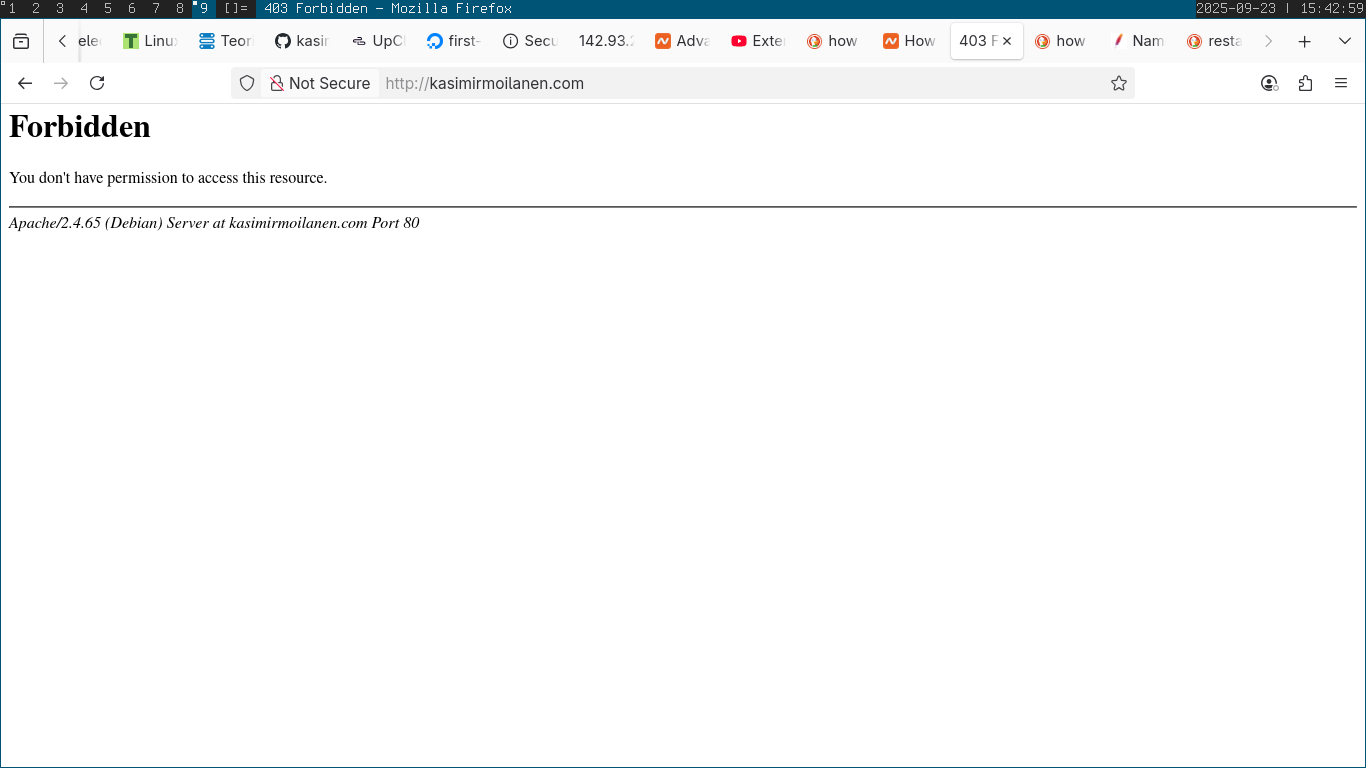 1 2 3 4 5 6 7 8 9 []= 403 Forbidden — Mozilla Firefox 2025-09-23 | 15:42:59
ele Linu Teori kasir UpCl first- Secu 142.93. Adva Exte how How 403 F how Nam resta
Not Secure http://kasimirmoilanen.com
Forbidden
You don't have permission to access this resource.
Apache/2.4.65 (Debian) Server at kasimirmoilanen.com Port 80